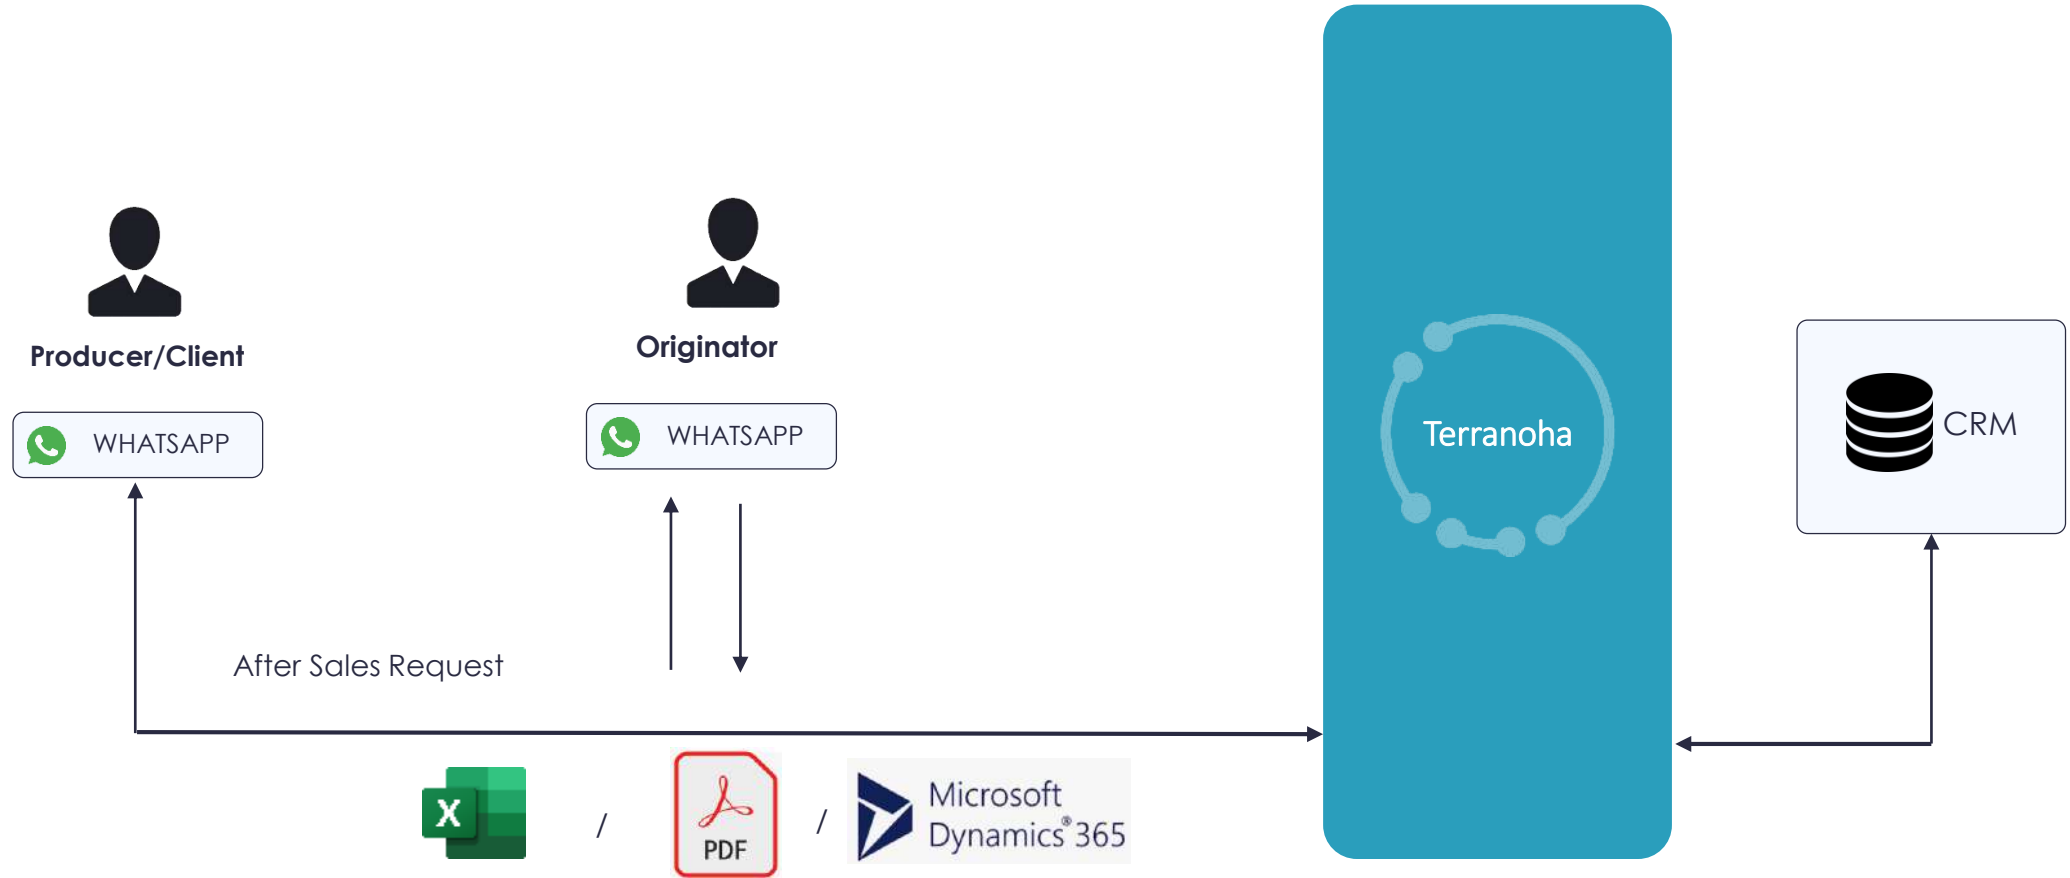 Producer/Client
WHATSAPP
Originator
WHATSAPP
Terranoha
CRM
After Sales Request
X
/
PDF
/
Microsoft
Dynamics® 365